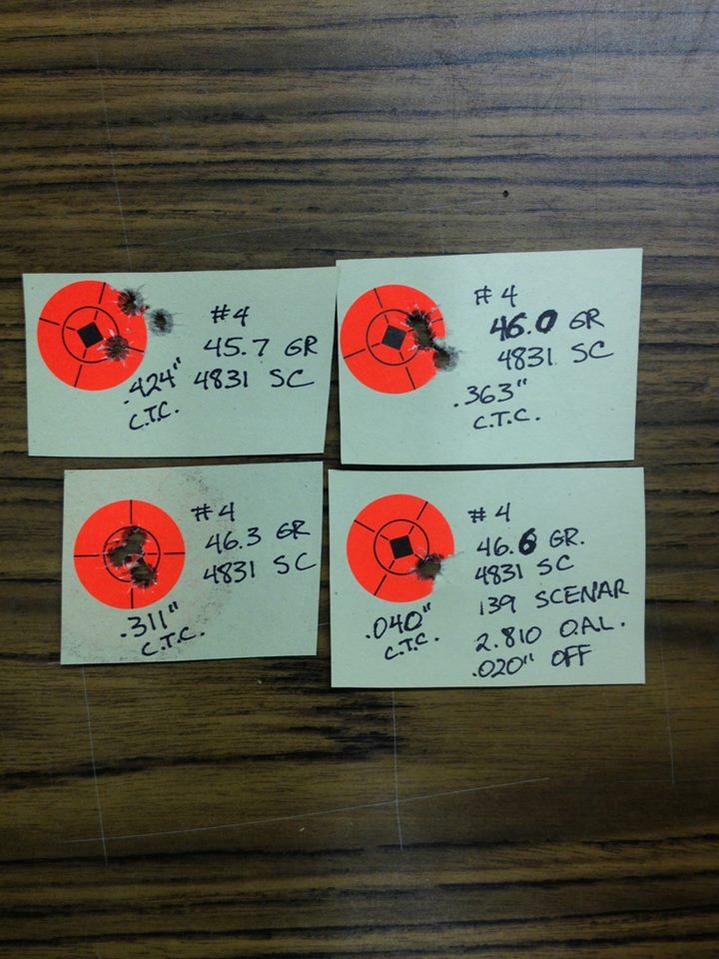 #4
45.7 GR
4831 SC
.424"
C.T.C.
#4
46.0 GR
4831 SC
.363"
C.T.C.
#4
46.3 GR
4831 SC
.311"
C.T.C.
#4
46.6 GR.
4831 SC
139 SCENAR
2.810 O.AL.
.020" OFF
.040"
C.T.C.